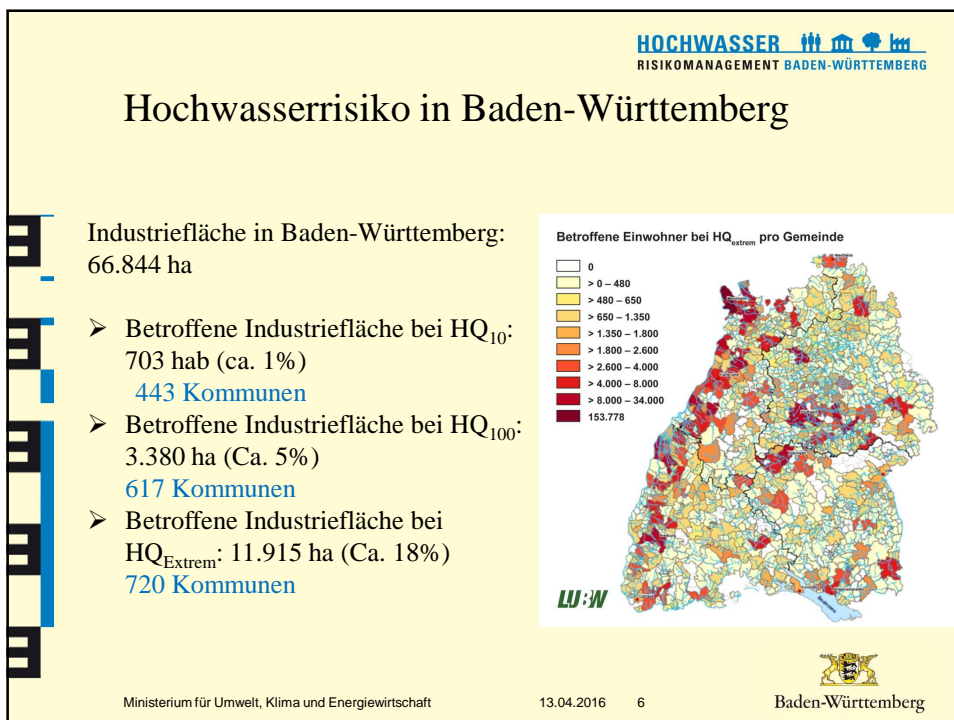 HOCHWASSER
RISIKOMANAGEMENT BADEN-WÜRTTEMBERG
Hochwasserrisiko in Baden-Württemberg
Industriefläche in Baden-Württemberg:
66.844 ha
➢ Betroffene Industriefläche bei HQ10:
703 hab (ca. 1%)
443 Kommunen
➢ Betroffene Industriefläche bei HQ100:
3.380 ha (Ca. 5%)
617 Kommunen
➢ Betroffene Industriefläche bei
HQExtrem: 11.915 ha (Ca. 18%)
720 Kommunen
Betroffene Einwohner bei HQextrem pro Gemeinde
0
> 0 – 480
> 480 – 650
> 650 – 1.350
> 1.350 – 1.800
> 1.800 – 2.600
> 2.600 – 4.000
> 4.000 – 8.000
> 8.000 – 34.000
153.778
LUBW
Ministerium für Umwelt, Klima und Energiewirtschaft
13.04.2016
6
Baden-Württemberg